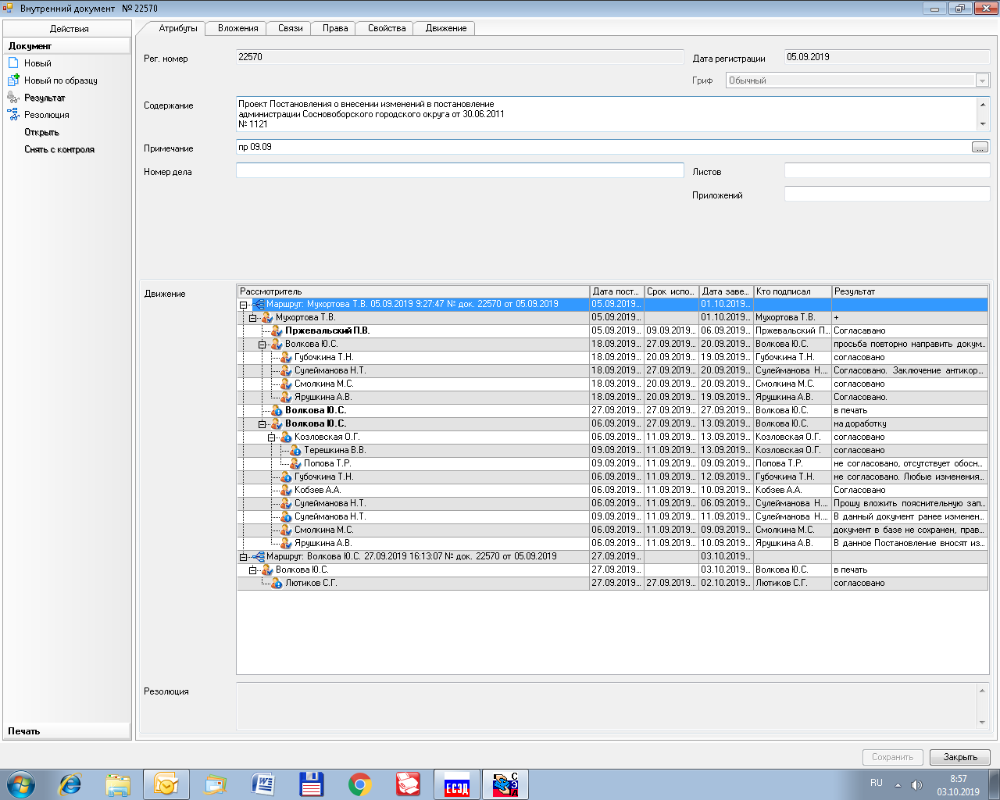 Внутренний документ № 22570
Действия
Документ
Новый
Новый по образцу
Результат
Резолюция
Открыть
Снять с контроля
Печать
Атрибуты Вложения Связи Права Свойства Движение
Рег. номер 22570 Дата регистрации 05.09.2019
Гриф Обычный
Содержание Проект Постановления о внесении изменений в постановление
администрации Сосновоборского городского округа от 30.06.2011
№ 1121
Примечание пр 09.09 ...
Номер дела Листов
Приложений
Движение
Рассмотритель Дата пост... Срок испо... Дата заве... Кто подписал Результат
Маршрут: Мухортова Т.В. 05.09.2019 9:27:47 № док. 22570 от 05.09.2019 05.09.2019... 01.10.2019...
Мухортова Т.В. 05.09.2019... 01.10.2019... Мухортова Т.В. +
Пржевальский П.В. 05.09.2019... 09.09.2019... 06.09.2019... Пржевальский П... Согласавано
Волкова Ю.С. 18.09.2019... 27.09.2019... 20.09.2019... Волкова Ю.С. просьба повторно направить докум...
Губочкина Т.Н. 18.09.2019... 20.09.2019... 19.09.2019... Губочкина Т.Н. согласовано
Сулейманова Н.Т. 18.09.2019... 27.09.2019... 20.09.2019... Сулейманова Н.... Согласовано. Заключение антикор...
Смолкина М.С. 18.09.2019... 20.09.2019... 20.09.2019... Смолкина М.С. согласовано
Ярушкина А.В. 18.09.2019... 20.09.2019... 19.09.2019... Ярушкина А.В. Согласовано.
Волкова Ю.С. 27.09.2019... 27.09.2019... 27.09.2019... Волкова Ю.С. в печать
Волкова Ю.С. 06.09.2019... 27.09.2019... 13.09.2019... Волкова Ю.С. на доработку
Козловская О.Г. 06.09.2019... 11.09.2019... 13.09.2019... Козловская О.Г. согласовано
Терешкина В.В. 09.09.2019... 11.09.2019... 13.09.2019... Козловская О.Г. согласовано
Попова Т.Р. 09.09.2019... 11.09.2019... 09.09.2019... Попова Т.Р. не согласовано, отсутствует обосн...
Губочкина Т.Н. 06.09.2019... 11.09.2019... 12.09.2019... Губочкина Т.Н. не согласовано. Любые изменения...
Кобзев А.А. 06.09.2019... 11.09.2019... 10.09.2019... Кобзев А.А. Согласовано
Сулейманова Н.Т. 06.09.2019... 11.09.2019... 06.09.2019... Сулейманова Н.... Прошу вложить пояснительную зап...
Сулейманова Н.Т. 09.09.2019... 11.09.2019... 11.09.2019... Сулейманова Н.... В данный документ ранее изменен...
Смолкина М.С. 06.09.2019... 11.09.2019... 09.09.2019... Смолкина М.С. документ в базе не сохранен, прав...
Ярушкина А.В. 06.09.2019... 11.09.2019... 10.09.2019... Ярушкина А.В. В данное Постановление вносят из...
Маршрут: Волкова Ю.С. 27.09.2019 16:13:07 № док. 22570 от 05.09.2019 27.09.2019... 03.10.2019...
Волкова Ю.С. 27.09.2019... 03.10.2019... Волкова Ю.С. в печать
Лютиков С.Г. 27.09.2019... 27.09.2019... 02.10.2019... Лютиков С.Г. согласовано
Резолюция
Сохранить Закрыть
ЕСЭД СЭД RU 8:57
03.10.2019